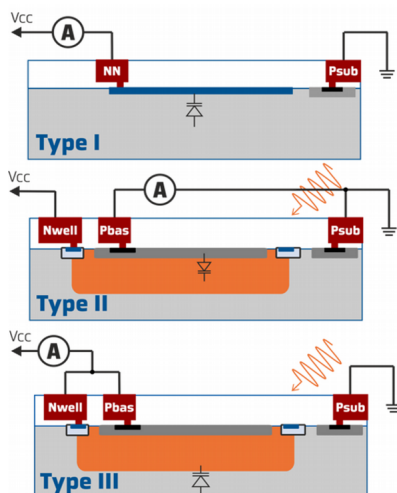 Vcc
A
NN
Psub
Type I
Vcc
A
Nwell
Pbas
Psub
Type II
Vcc
A
Nwell
Pbas
Psub
Type III